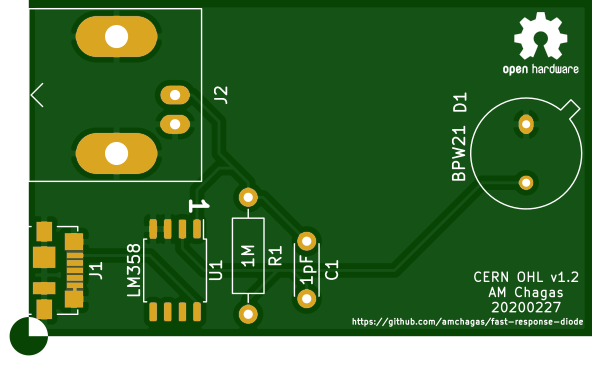 open hardware
J2
BPW21 D1
1
LM358
U1
1M
R1
1pF
C1
J1
CERN OHL v1.2
AM Chagas
20200227
https://github.com/amchagas/fast-response-diode